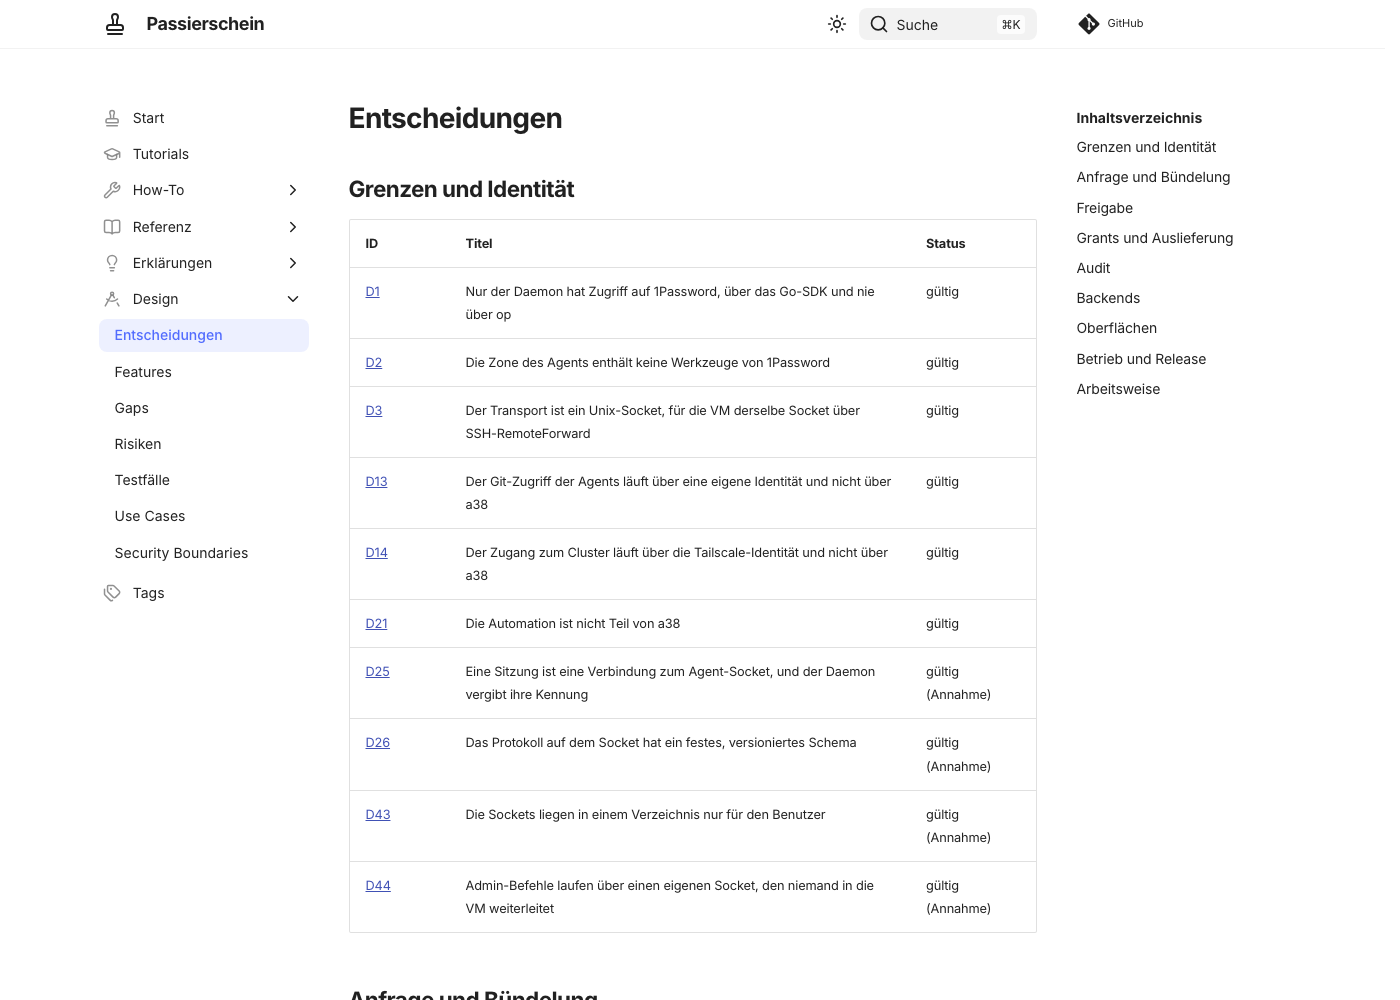 Passierschein
Suche
⌘K
GitHub
Start
Tutorials
How-To
Referenz
Erklärungen
Design
Entscheidungen
Features
Gaps
Risiken
Testfälle
Use Cases
Security Boundaries
Tags
Entscheidungen
Grenzen und Identität
ID Titel Status
D1 Nur der Daemon hat Zugriff auf 1Password, über das Go-SDK und nie gültig
über op
D2 Die Zone des Agents enthält keine Werkzeuge von 1Password gültig
D3 Der Transport ist ein Unix-Socket, für die VM derselbe Socket über gültig
SSH-RemoteForward
D13 Der Git-Zugriff der Agents läuft über eine eigene Identität und nicht über gültig
a38
D14 Der Zugang zum Cluster läuft über die Tailscale-Identität und nicht über gültig
a38
D21 Die Automation ist nicht Teil von a38 gültig
D25 Eine Sitzung ist eine Verbindung zum Agent-Socket, und der Daemon gültig
vergibt ihre Kennung (Annahme)
D26 Das Protokoll auf dem Socket hat ein festes, versioniertes Schema gültig
(Annahme)
D43 Die Sockets liegen in einem Verzeichnis nur für den Benutzer gültig
(Annahme)
D44 Admin-Befehle laufen über einen eigenen Socket, den niemand in die gültig
VM weiterleitet (Annahme)
Anfrage und Bündelung
Inhaltsverzeichnis
Grenzen und Identität
Anfrage und Bündelung
Freigabe
Grants und Auslieferung
Audit
Backends
Oberflächen
Betrieb und Release
Arbeitsweise